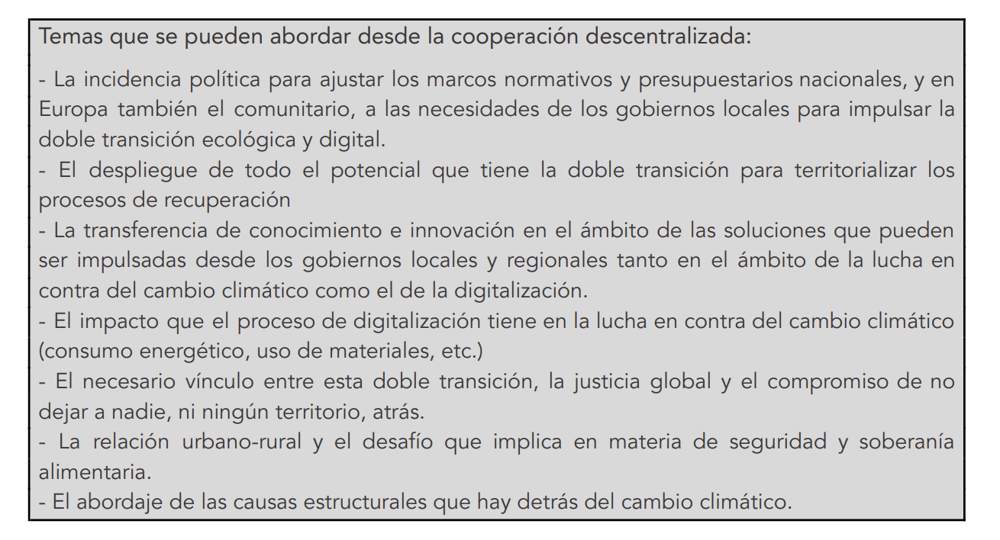 Temas que se pueden abordar desde la cooperación descentralizada:
- La incidencia política para ajustar los marcos normativos y presupuestarios nacionales, y en
Europa también el comunitario, a las necesidades de los gobiernos locales para impulsar la
doble transición ecológica y digital.
- El despliegue de todo el potencial que tiene la doble transición para territorializar los
procesos de recuperación
- La transferencia de conocimiento e innovación en el ámbito de las soluciones que pueden
ser impulsadas desde los gobiernos locales y regionales tanto en el ámbito de la lucha en
contra del cambio climático como el de la digitalización.
- El impacto que el proceso de digitalización tiene en la lucha en contra del cambio climático
(consumo energético, uso de materiales, etc.)
- El necesario vínculo entre esta doble transición, la justicia global y el compromiso de no
dejar a nadie, ni ningún territorio, atrás.
- La relación urbano-rural y el desafío que implica en materia de seguridad y soberanía
alimentaria.
- El abordaje de las causas estructurales que hay detrás del cambio climático.